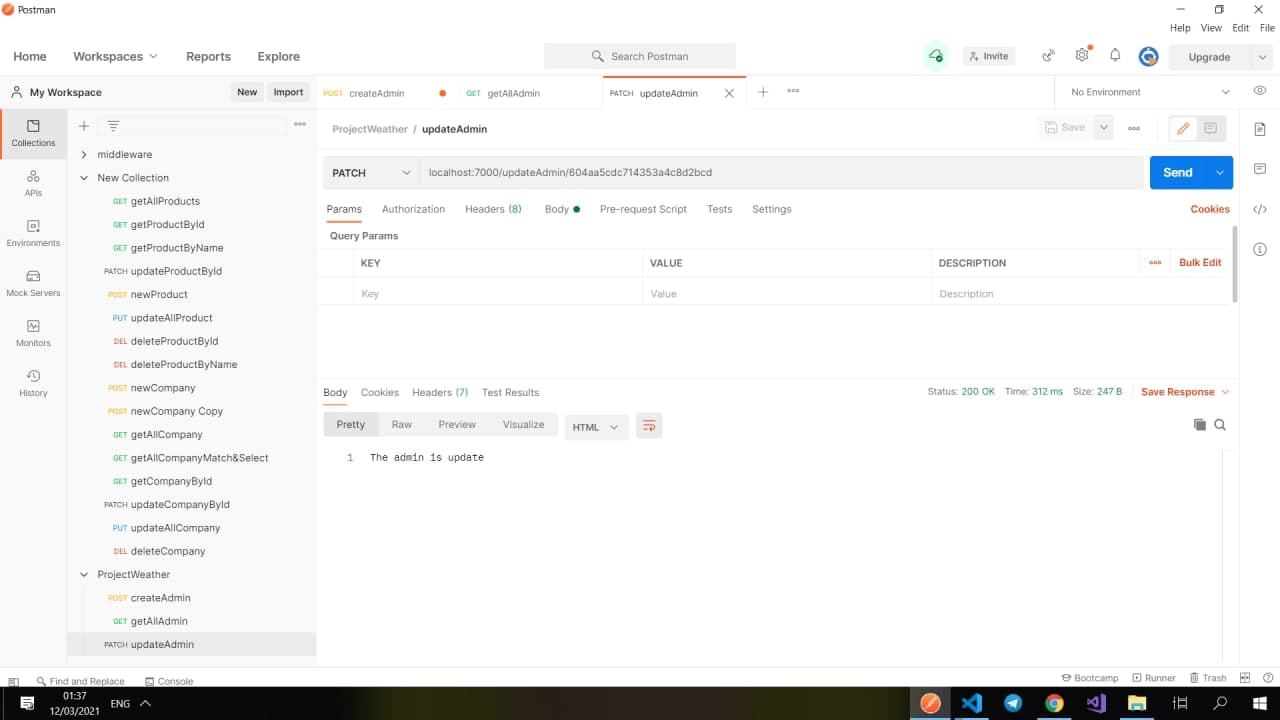 Postman
Help View Edit File
Home Workspaces Reports Explore
Search Postman
Invite
Upgrade
My Workspace
New
Import
POST createAdmin
GET getAllAdmin
PATCH updateAdmin
No Environment
Collections
APIs
Environments
Mock Servers
Monitors
History
middleware
New Collection
GET getAllProducts
GET getProductById
GET getProductByName
PATCH updateProductById
POST newProduct
PUT updateAllProduct
DEL deleteProductById
DEL deleteProductByName
POST newCompany
POST newCompany Copy
GET getAllCompany
GET getAllCompanyMatch&Select
GET getCompanyById
PATCH updateCompanyById
PUT updateAllCompany
DEL deleteCompany
ProjectWeather
POST createAdmin
GET getAllAdmin
PATCH updateAdmin
ProjectWeather / updateAdmin
Save
PATCH
localhost:7000/updateAdmin/604aa5cdc714353a4c8d2bcd
Send
Params Authorization Headers (8) Body Pre-request Script Tests Settings
Cookies
Query Params
KEY VALUE DESCRIPTION
Bulk Edit
Key Value Description
Body Cookies Headers (7) Test Results
Status: 200 OK Time: 312 ms Size: 247 B
Save Response
Pretty Raw Preview Visualize
HTML
1 The admin is update
Find and Replace
Console
Bootcamp
Runner
Trash
01:37
12/03/2021
ENG